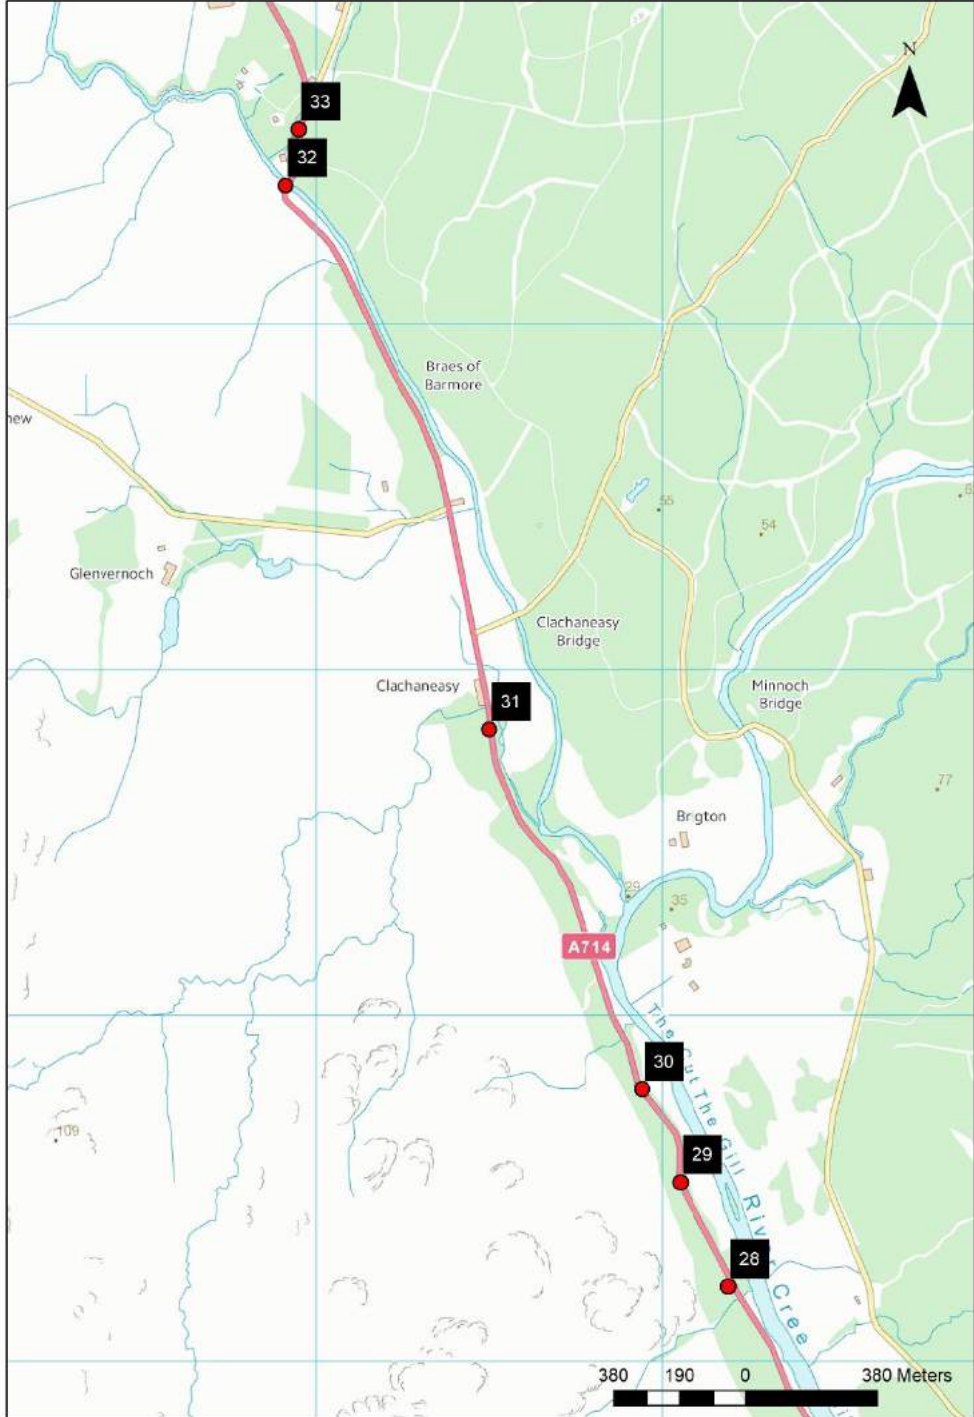 N
33
32
Braes of
Barmore
new
55
54
Glenvernoch
Clachaneasy
Bridge
Clachaneasy
31
Minnoch
Bridge
77
Brigton
29
35
A714
The Cut The Gill
River Cree
30
109
29
28
380 190 0 380 Meters